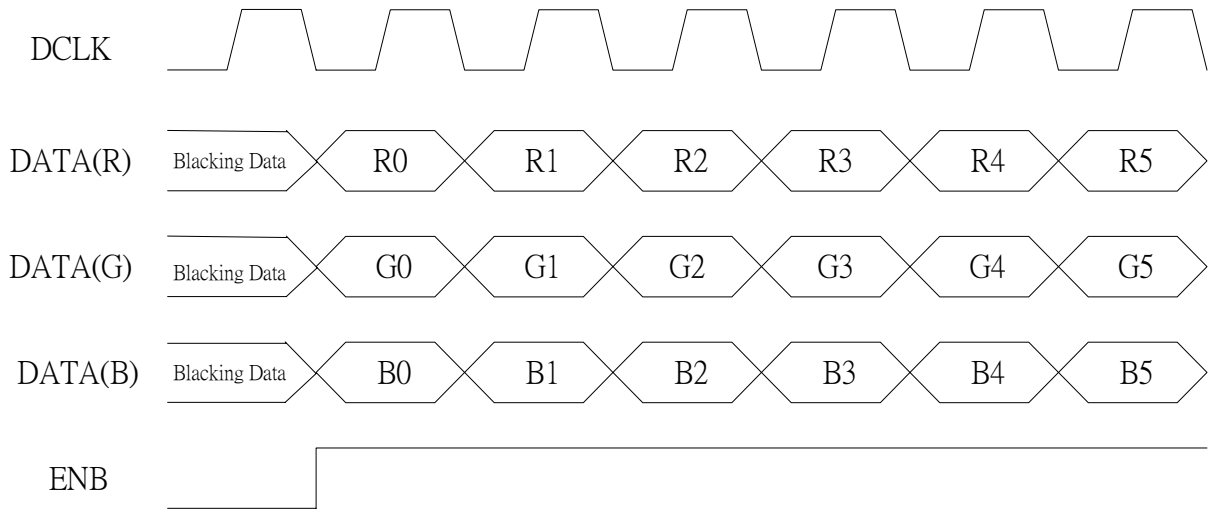 DCLK
DATA(R) Blacking Data R0 R1 R2 R3 R4 R5
DATA(G) Blacking Data G0 G1 G2 G3 G4 G5
DATA(B) Blacking Data B0 B1 B2 B3 B4 B5
ENB